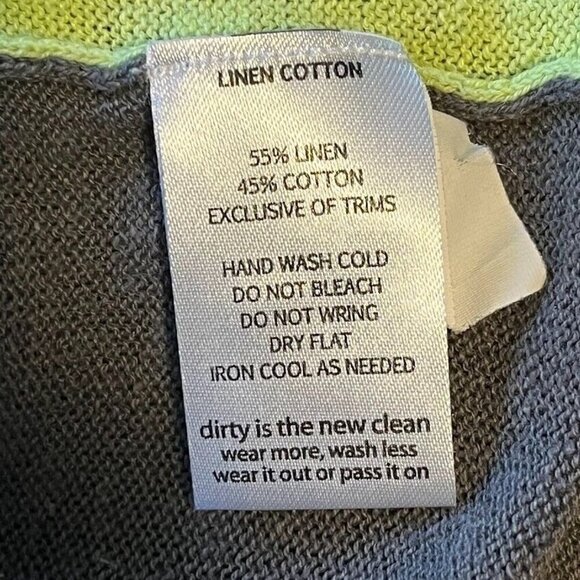 LINEN COTTON
55% LINEN
45% COTTON
EXCLUSIVE OF TRIMS
HAND WASH COLD
DO NOT BLEACH
DO NOT WRING
DRY FLAT
IRON COOL AS NEEDED
dirty is the new clean
wear more, wash less
wear it out or pass it on